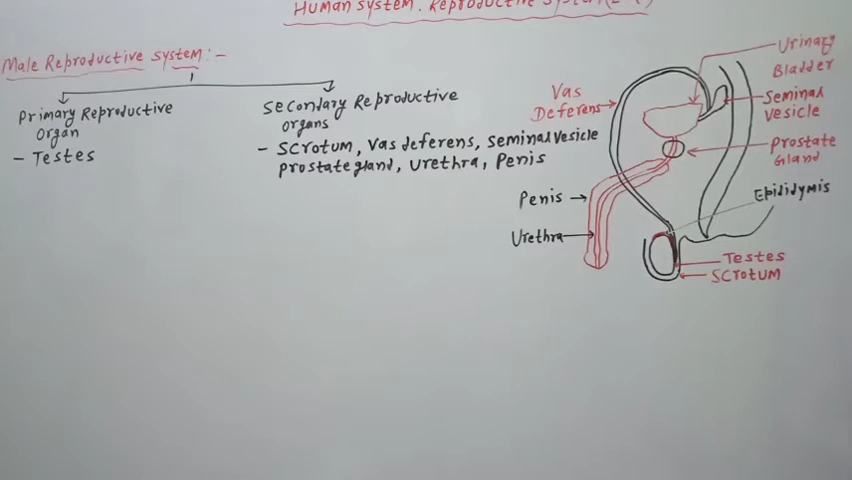 Human System. Reproductive System
Male Reproductive System:-
Primary Reproductive
Organ
- Testes
Secondary Reproductive
organs
- Scrotum, Vas deferens, Seminal Vesicle
prostate gland, Urethra, Penis
Vas
Deferens
Urinary
Bladder
Seminal
Vesicle
Prostate
Gland
Epididymis
Penis
Urethra
Testes
Scrotum